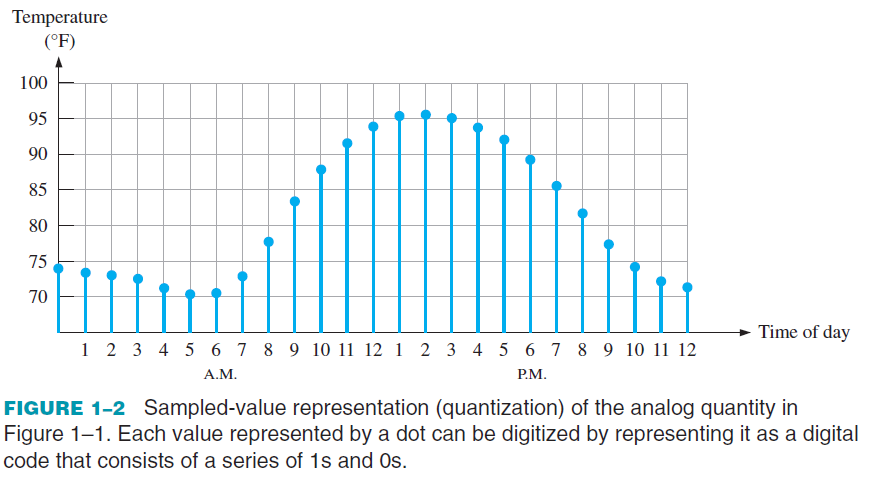 Temperature
(°F)
100
95
90
85
80
75
70
Time of day
1 2 3 4 5 6 7 8 9 10 11 12 1 2 3 4 5 6 7 8 9 10 11 12
A.M. P.M.
FIGURE 1–2 Sampled-value representation (quantization) of the analog quantity in
Figure 1–1. Each value represented by a dot can be digitized by representing it as a digital
code that consists of a series of 1s and 0s.